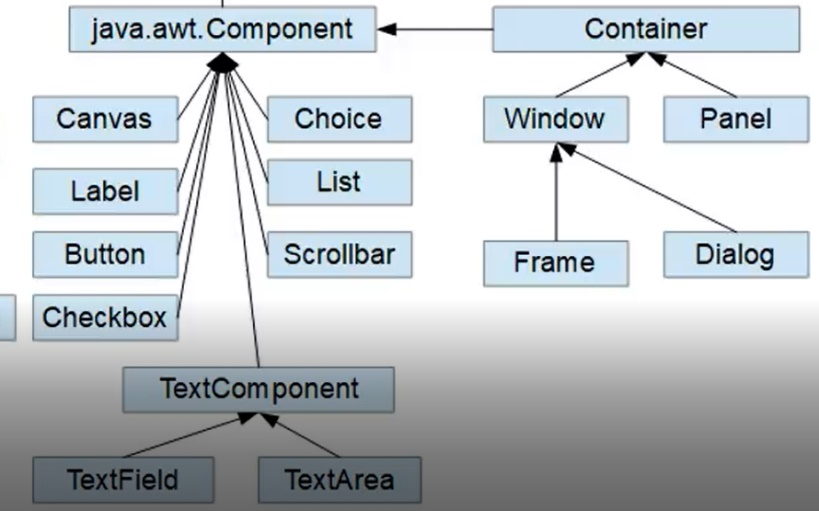 java.awt.Component
Container
Canvas
Choice
Window
Panel
Label
List
Button
Scrollbar
Frame
Dialog
Checkbox
TextComponent
TextField
TextArea